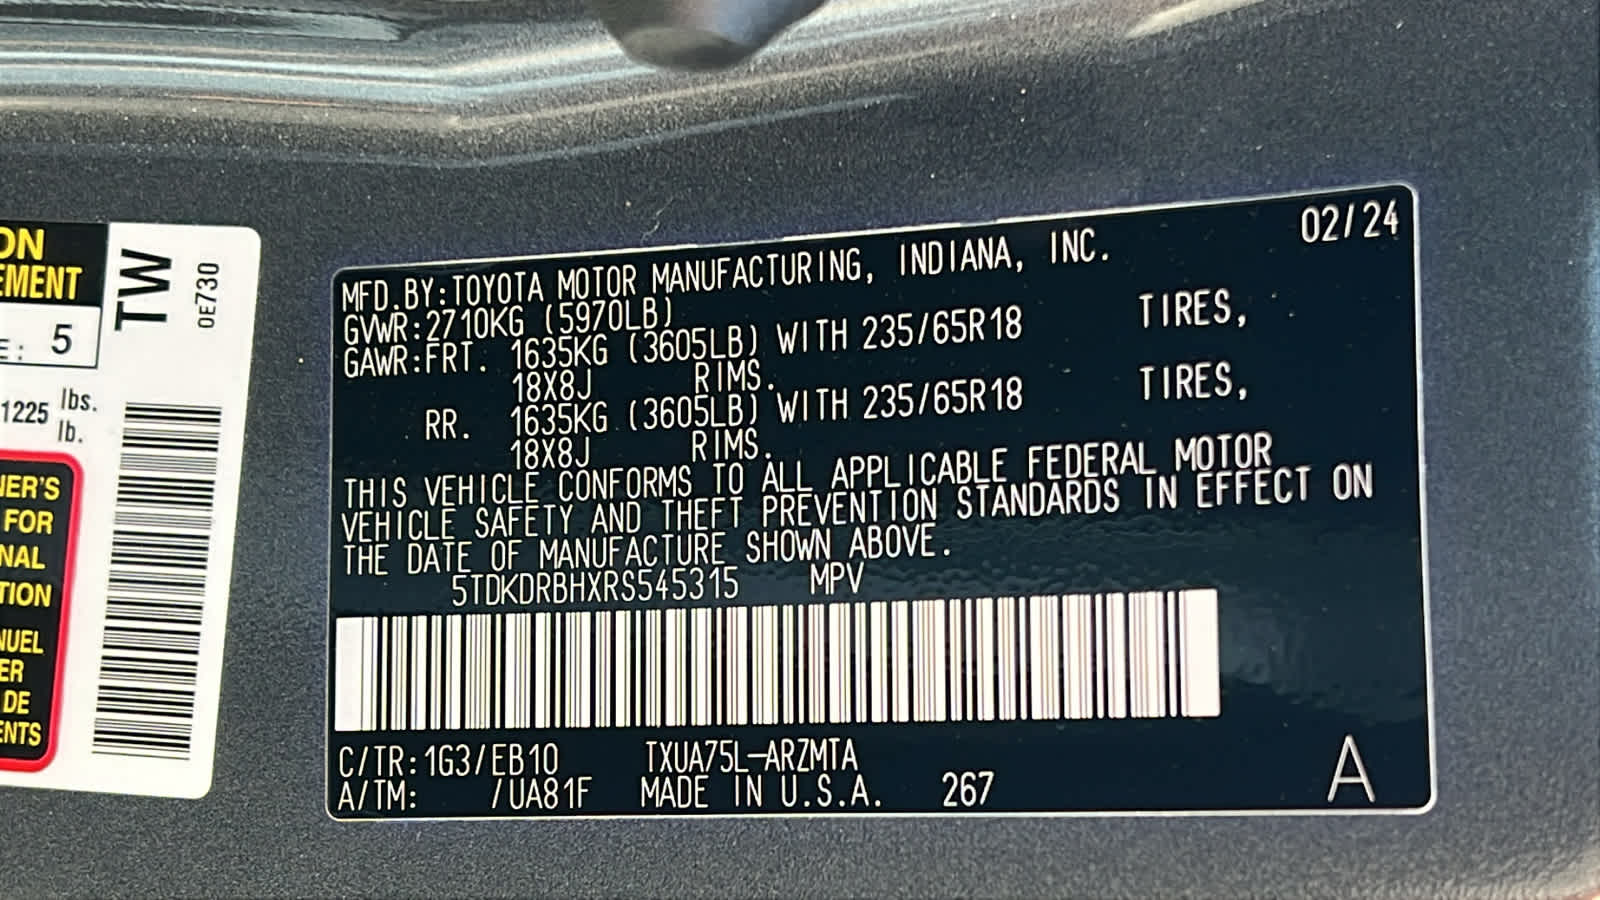 ON
EMENT
TW
OE730
E: 5
1225 lbs.
lb.
NER'S
FOR
NAL
TION
NUEL
ER
DE
ENTS
02/24
MFD.BY:TOYOTA MOTOR MANUFACTURING, INDIANA, INC.
GVWR:2710KG (5970LB)
GAWR:FRT. 1635KG (3605LB) WITH 235/65R18 TIRES,
18X8J RIMS.
RR. 1635KG (3605LB) WITH 235/65R18 TIRES,
18X8J RIMS.
THIS VEHICLE CONFORMS TO ALL APPLICABLE FEDERAL MOTOR
VEHICLE SAFETY AND THEFT PREVENTION STANDARDS IN EFFECT ON
THE DATE OF MANUFACTURE SHOWN ABOVE.
5TDKDRBHXRS545315 MPV
C/TR:1G3/EB10 TXUA75L-ARZMTA
A/TM: /UA81F MADE IN U.S.A. 267
A